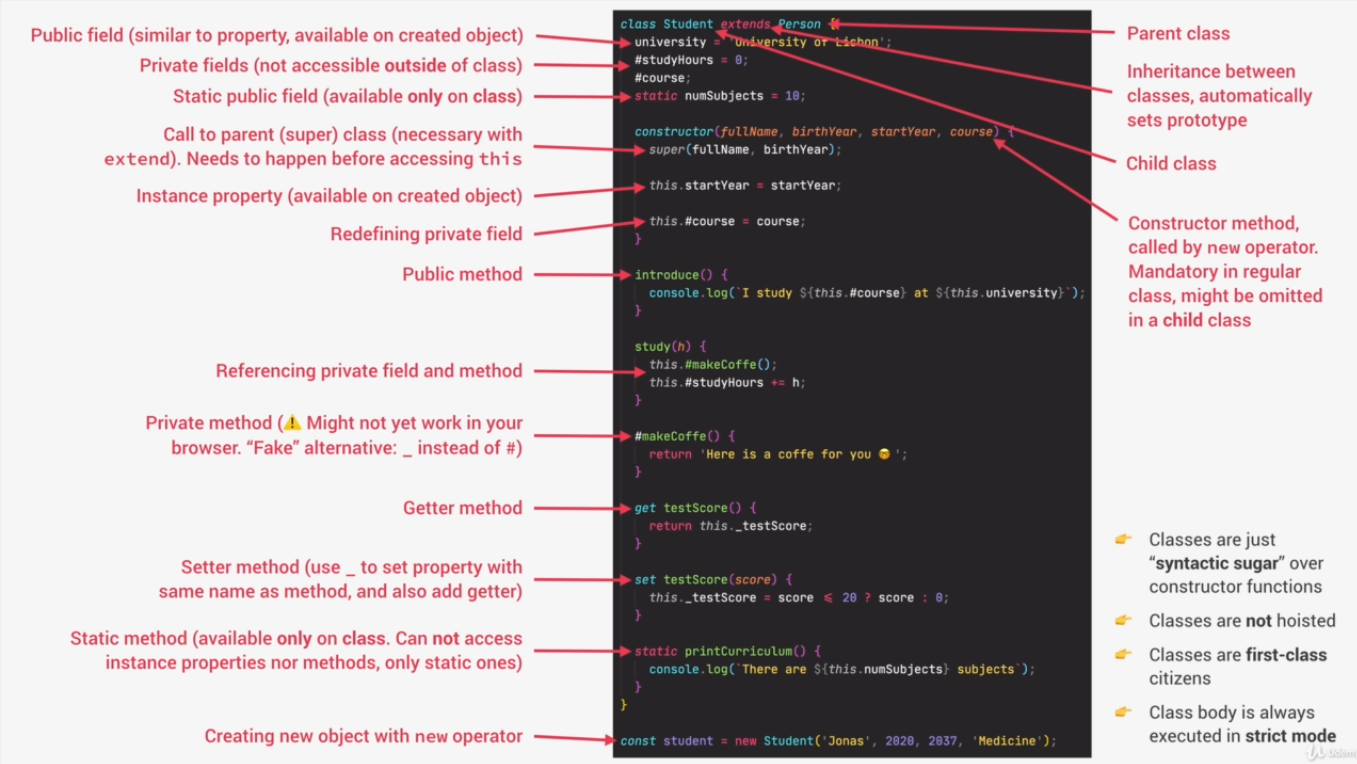 Public field (similar to property, available on created object)
Private fields (not accessible outside of class)
Static public field (available only on class)
Call to parent (super) class (necessary with
extend). Needs to happen before accessing this
Instance property (available on created object)
Redefining private field
Public method
Referencing private field and method
Private method (⚠️ Might not yet work in your
browser. “Fake” alternative: _ instead of #)
Getter method
Setter method (use _ to set property with
same name as method, and also add getter)
Static method (available only on class. Can not access
instance properties nor methods, only static ones)
Creating new object with new operator
class Student extends Person {
university = 'University of Lisbon';
#studyHours = 0;
#course;
static numSubjects = 10;
constructor(fullName, birthYear, startYear, course) {
super(fullName, birthYear);
this.startYear = startYear;
this.#course = course;
}
introduce() {
console.log(`I study ${this.#course} at ${this.university}`);
}
study(h) {
this.#makeCoffe();
this.#studyHours += h;
}
#makeCoffe() {
return 'Here is a coffe for you 🤓';
}
get testScore() {
return this._testScore;
}
set testScore(score) {
this._testScore = score <= 20 ? score : 0;
}
static printCurriculum() {
console.log(`There are ${this.numSubjects} subjects`);
}
}
const student = new Student('Jonas', 2020, 2037, 'Medicine');
Parent class
Inheritance between
classes, automatically
sets prototype
Child class
Constructor method,
called by new operator.
Mandatory in regular
class, might be omitted
in a child class
👉 Classes are just
“syntactic sugar” over
constructor functions
👉 Classes are not hoisted
👉 Classes are first-class
citizens
👉 Class body is always
executed in strict mode
Udemy